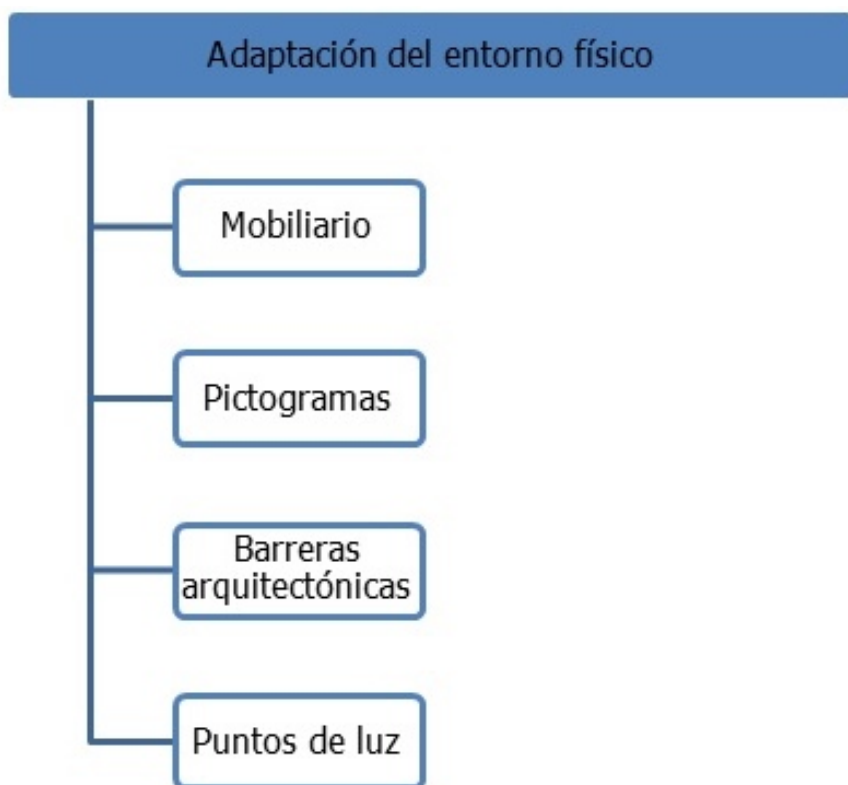 Adaptación del entorno físico
Mobiliario
Pictogramas
Barreras
arquitectónicas
Puntos de luz